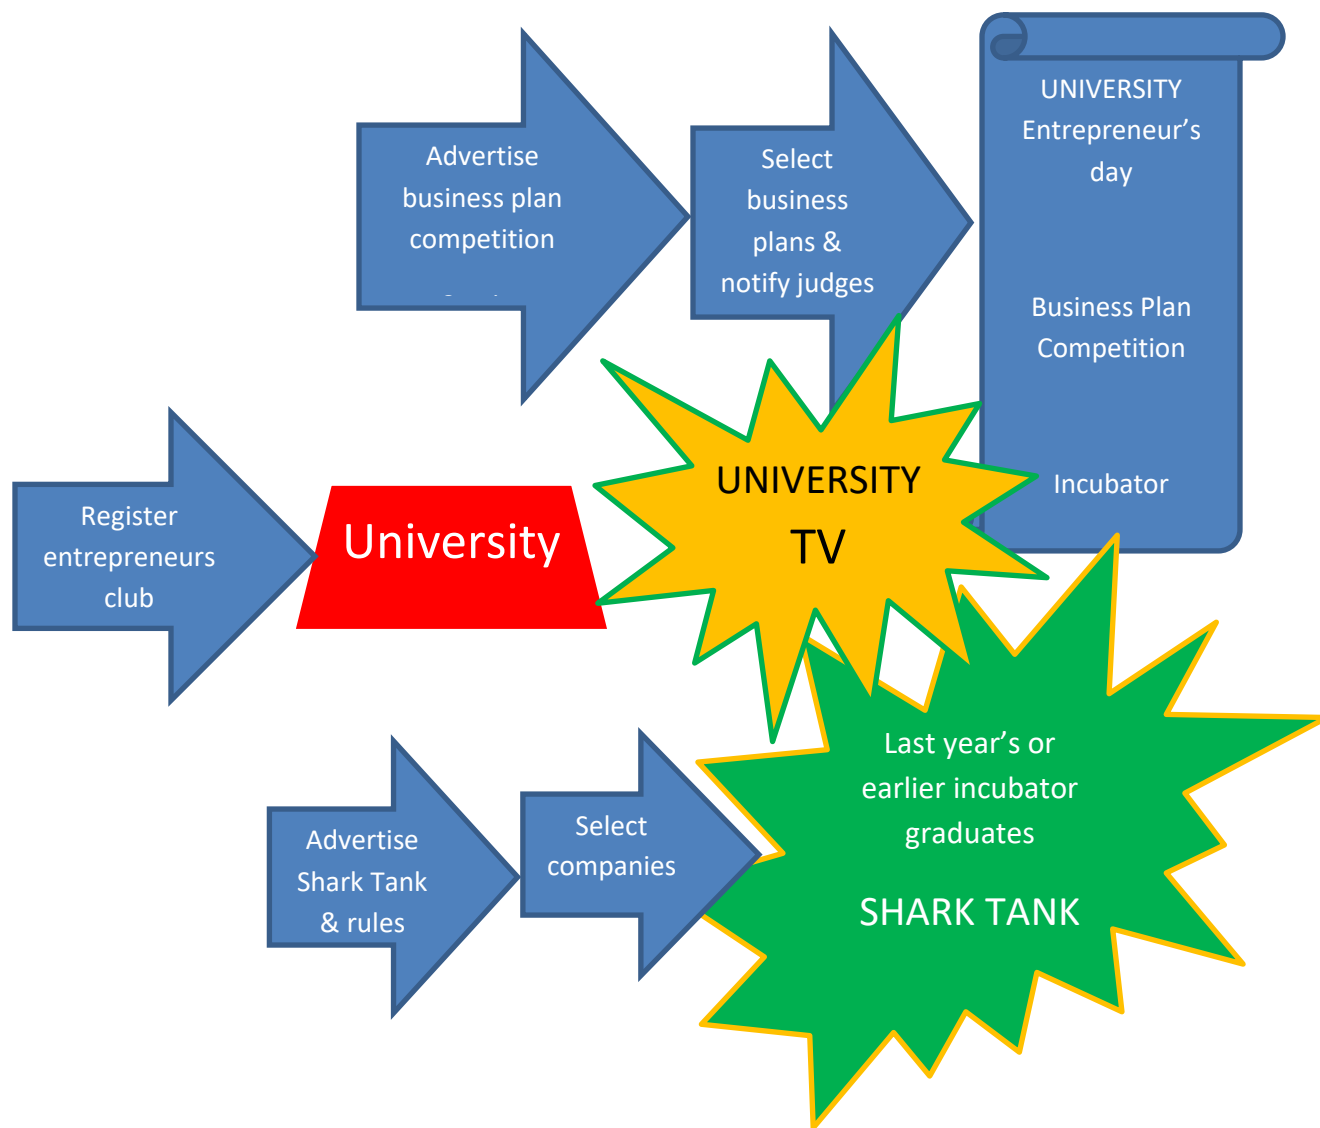 Advertise
business plan
competition
Select
business
plans &
notify judges
UNIVERSITY
Entrepreneur’s
day
Business Plan
Competition
Incubator
Register
entrepreneurs
club
University
UNIVERSITY
TV
Advertise
Shark Tank
& rules
Select
companies
Last year’s or
earlier incubator
graduates
SHARK TANK